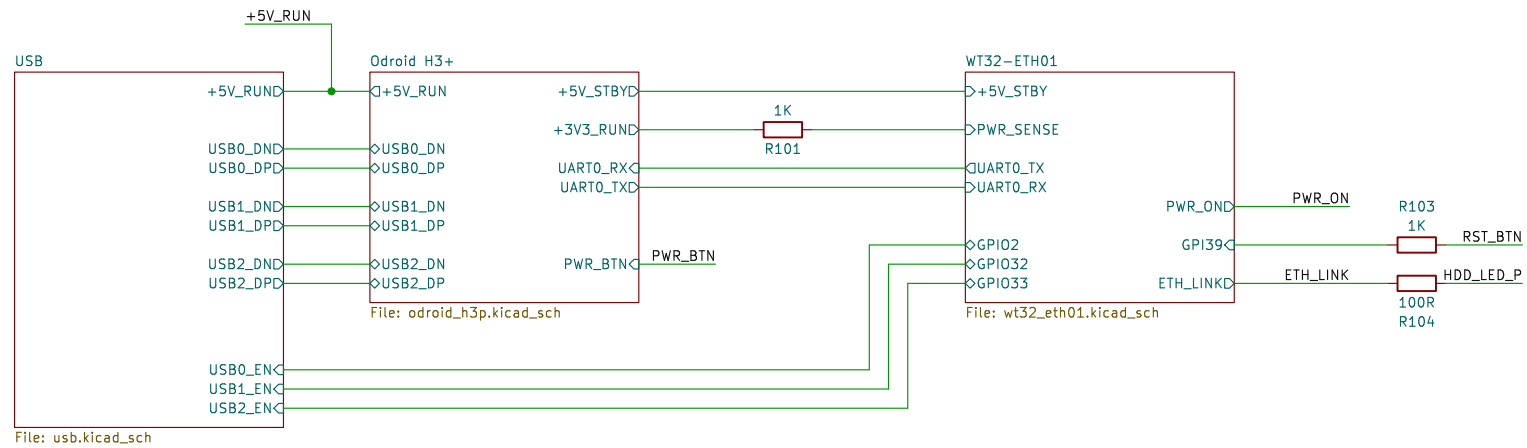 +5V_RUN
USB
+5V_RUN
USB0_DN
USB0_DP
USB1_DN
USB1_DP
USB2_DN
USB2_DP
USB0_EN
USB1_EN
USB2_EN
File: usb.kicad_sch
Odroid H3+
+5V_RUN
USB0_DN
USB0_DP
USB1_DN
USB1_DP
USB2_DN
USB2_DP
+5V_STBY
+3V3_RUN
UART0_RX
UART0_TX
PWR_BTN
File: odroid_h3p.kicad_sch
PWR_BTN
1K
R101
WT32-ETH01
+5V_STBY
PWR_SENSE
UART0_TX
UART0_RX
GPIO2
GPIO32
GPIO33
PWR_ON
GPI39
ETH_LINK
File: wt32_eth01.kicad_sch
PWR_ON
R103
1K
RST_BTN
ETH_LINK
HDD_LED_P
100R
R104